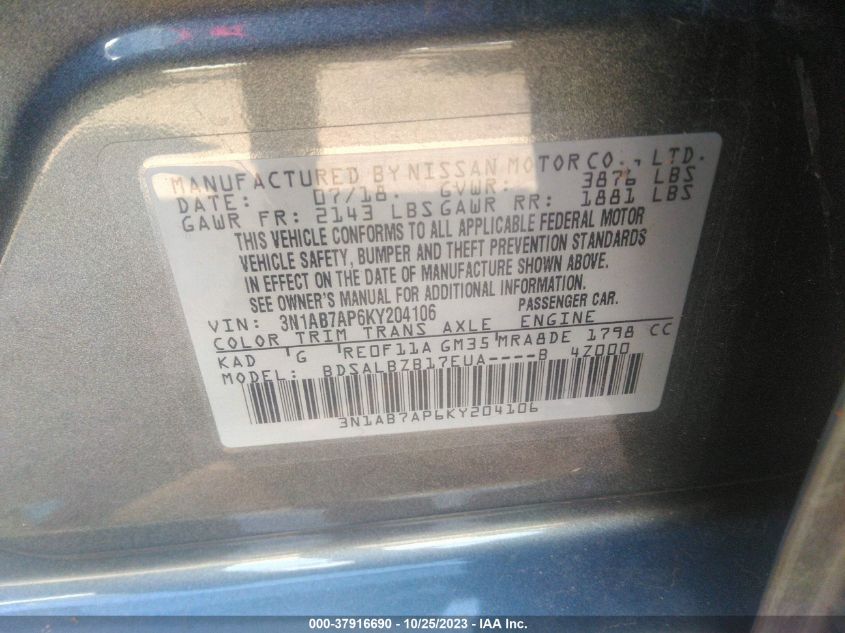 MANUFACTURED BY NISSAN MOTOR CO., LTD.
DATE: 07/18. GVWR: 3876 LBS
GAWR FR: 2143 LBS GAWR RR: 1881 LBS
THIS VEHICLE CONFORMS TO ALL APPLICABLE FEDERAL MOTOR
VEHICLE SAFETY, BUMPER AND THEFT PREVENTION STANDARDS
IN EFFECT ON THE DATE OF MANUFACTURE SHOWN ABOVE.
SEE OWNER'S MANUAL FOR ADDITIONAL INFORMATION.
VIN: 3N1AB7AP6KY204106 PASSENGER CAR.
COLOR TRIM TRANS AXLE ENGINE
KAD G RE0F11A GM35 MRA8DE 1798 CC
MODEL: BDSALBZB17EUA----B 4Z000
3N1AB7AP6KY204106
000-37916690 - 10/25/2023 - IAA Inc.